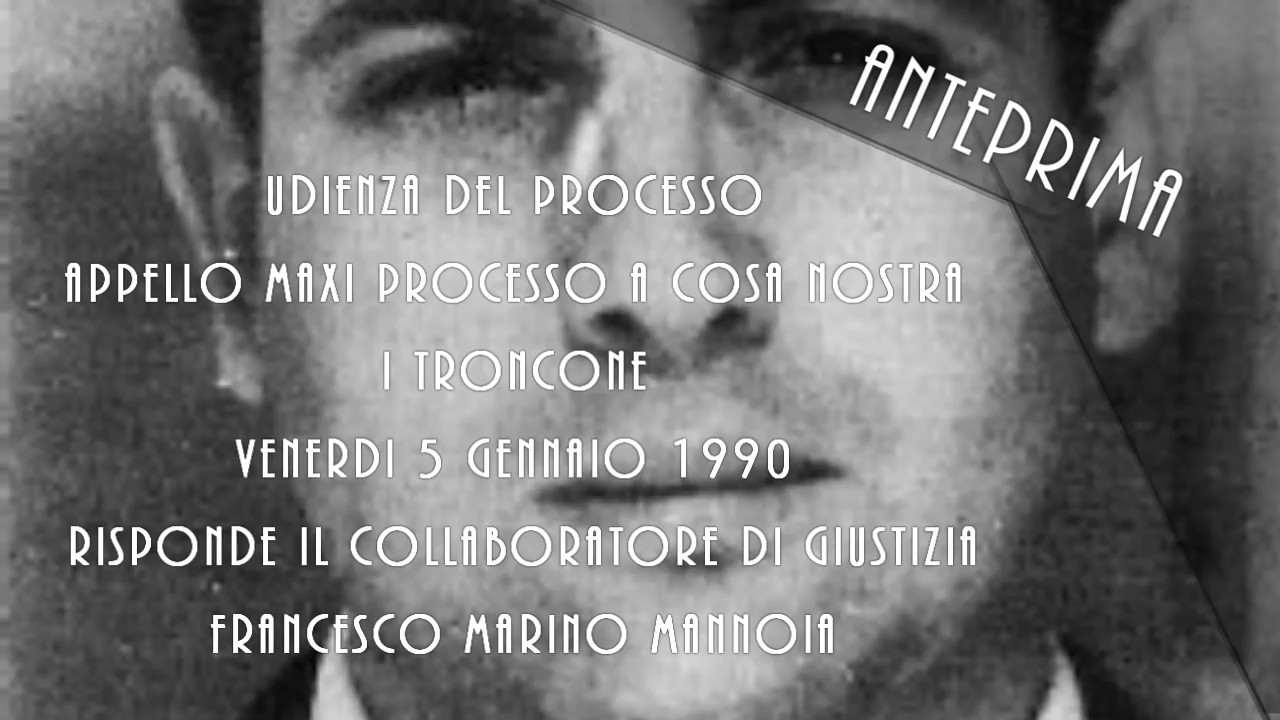 ANTEPRIMA
UDIENZA DEL PROCESSO
APPELLO MAXI PROCESSO A COSA NOSTRA
I TRONCONE
VENERDI 5 GENNAIO 1990
RISPONDE IL COLLABORATORE DI GIUSTIZIA
FRANCESCO MARINO MANNOIA